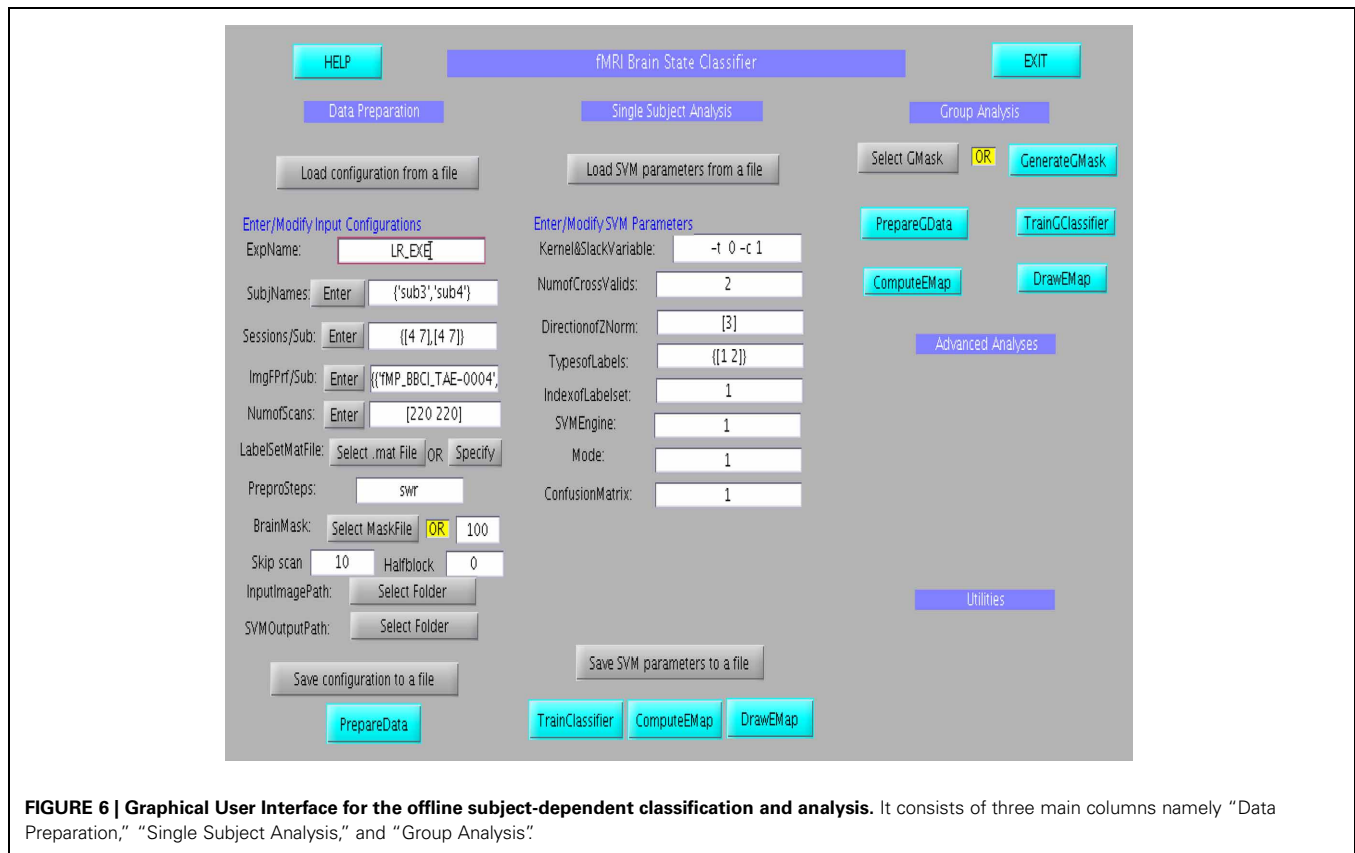 HELP
fMRI Brain State Classifier
EXIT
Data Preparation
Single Subject Analysis
Group Analysis
Load configuration from a file
Load SVM parameters from a file
Select GMask OR GenerateGMask
Enter/Modify Input Configurations
ExpName: LR_EXE
SubjNames: Enter {'sub3','sub4'}
Sessions/Sub: Enter {[4 7],[4 7]}
ImgFPrf/Sub: Enter {{'fMP_BBCI_TAE-0004',
NumofScans: Enter [220 220]
LabelSetMatFile: Select .mat File OR Specify
PreproSteps: swr
BrainMask: Select MaskFile OR 100
Skip scan 10 Halfblock 0
InputImagePath: Select Folder
SVMOutputPath: Select Folder
Save configuration to a file
PrepareData
Enter/Modify SVM Parameters
Kernel&SlackVariable: -t 0 -c 1
NumofCrossValids: 2
DirectionofZNorm: [3]
TypesofLabels: {[1 2]}
IndexofLabelset: 1
SVMEngine: 1
Mode: 1
ConfusionMatrix: 1
Save SVM parameters to a file
TrainClassifier ComputeEMap DrawEMap
PrepareGData TrainGClassifier
ComputeEMap DrawEMap
Advanced Analyses
Utilities
FIGURE 6 | Graphical User Interface for the offline subject-dependent classification and analysis. It consists of three main columns namely “Data
Preparation,” “Single Subject Analysis,” and “Group Analysis”.